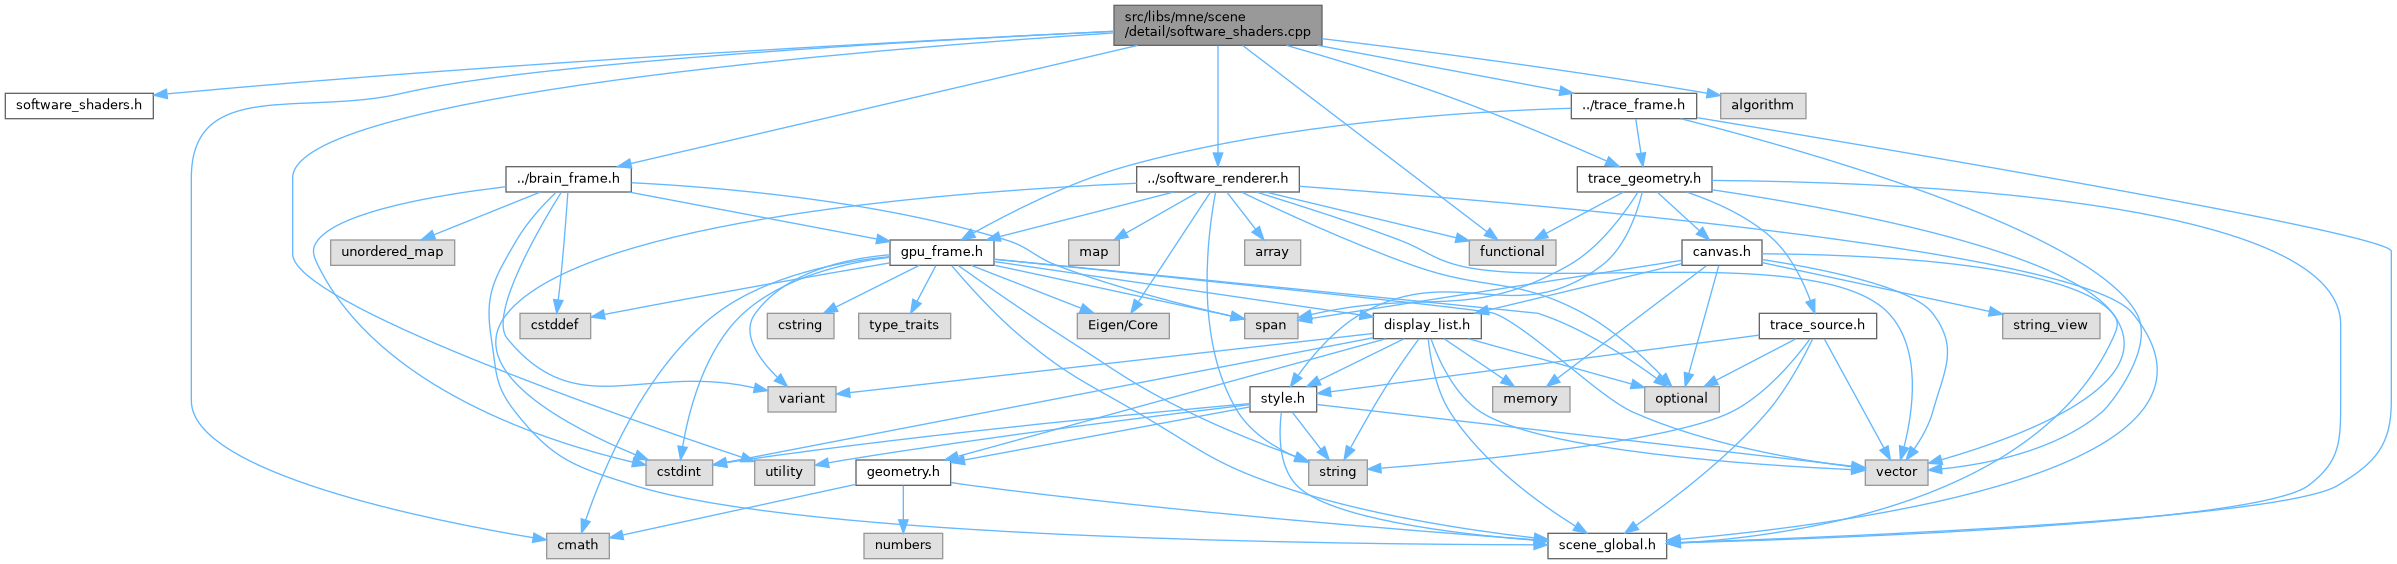 src/libs/mne/scene
/detail/software_shaders.cpp
software_shaders.h
../trace_frame.h
algorithm
../brain_frame.h
../software_renderer.h
trace_geometry.h
unordered_map
gpu_frame.h
map
array
functional
canvas.h
cstddef
cstring
type_traits
Eigen/Core
span
display_list.h
trace_source.h
string_view
variant
style.h
memory
optional
cstdint
utility
geometry.h
string
vector
cmath
numbers
scene_global.h